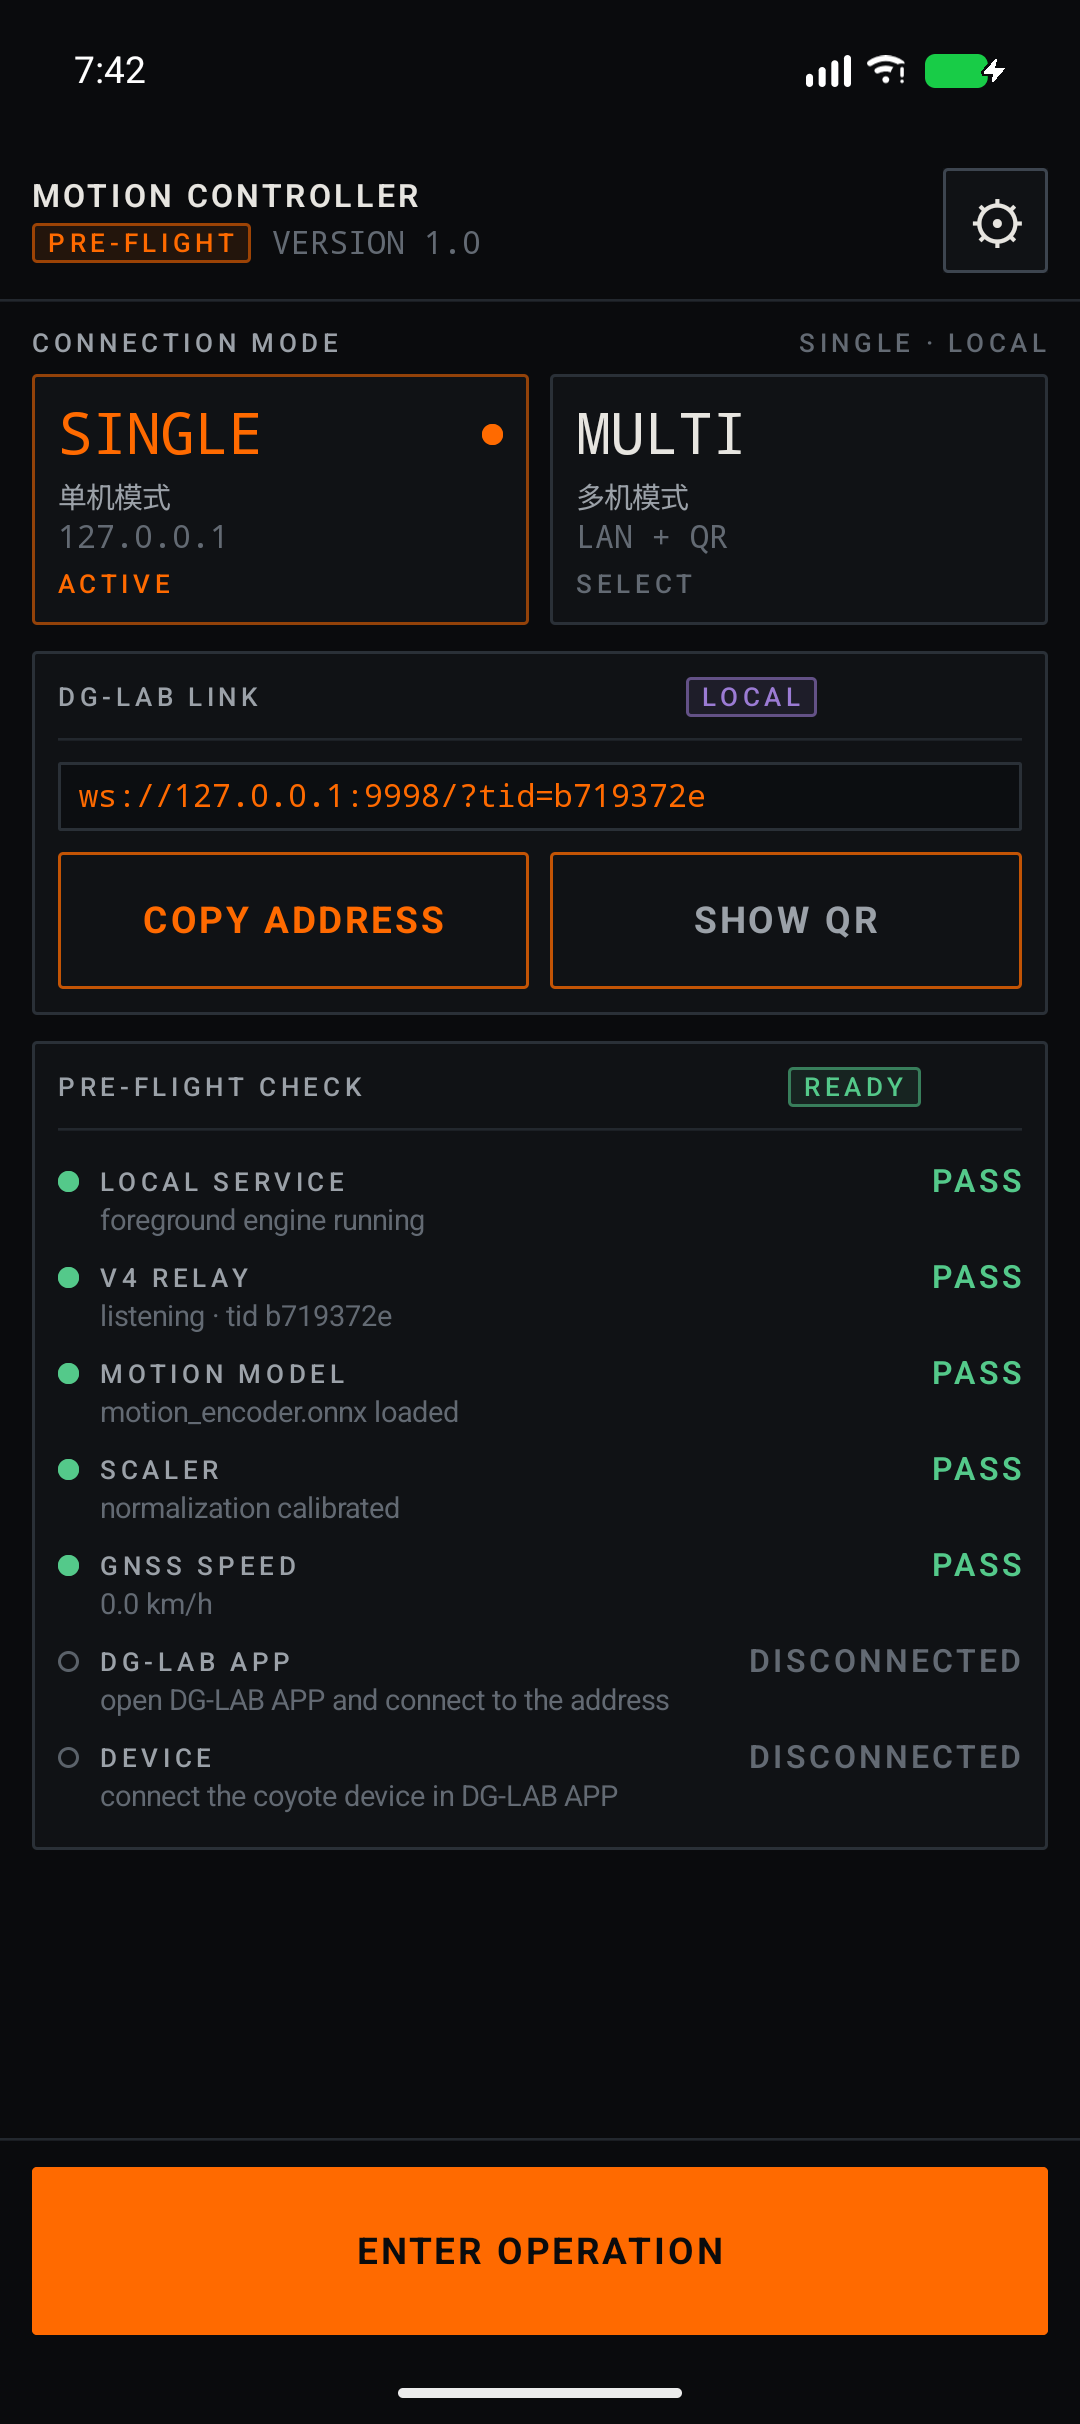 7:42
MOTION CONTROLLER
PRE-FLIGHT VERSION 1.0
CONNECTION MODE SINGLE · LOCAL
SINGLE
单机模式
127.0.0.1
ACTIVE
MULTI
多机模式
LAN + QR
SELECT
DG-LAB LINK LOCAL
ws://127.0.0.1:9998/?tid=b719372e
COPY ADDRESS SHOW QR
PRE-FLIGHT CHECK READY
LOCAL SERVICE PASS
foreground engine running
V4 RELAY PASS
listening · tid b719372e
MOTION MODEL PASS
motion_encoder.onnx loaded
SCALER PASS
normalization calibrated
GNSS SPEED PASS
0.0 km/h
DG-LAB APP DISCONNECTED
open DG-LAB APP and connect to the address
DEVICE DISCONNECTED
connect the coyote device in DG-LAB APP
ENTER OPERATION